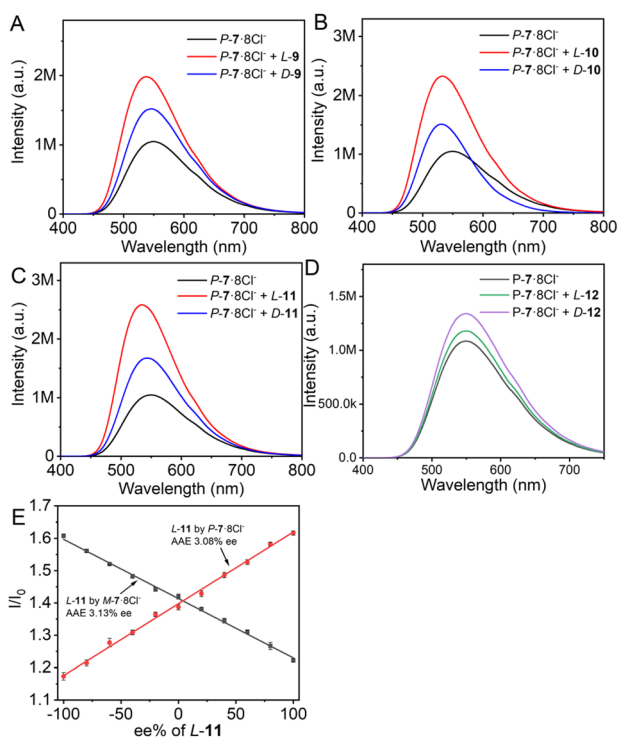 A
P-7·8Cl⁻
P-7·8Cl⁻ + L-9
P-7·8Cl⁻ + D-9
Intensity (a.u.)
2M
1M
0
400 500 600 700 800
Wavelength (nm)
B
P-7·8Cl⁻
P-7·8Cl⁻ + L-10
P-7·8Cl⁻ + D-10
Intensity (a.u.)
3M
2M
1M
0
400 500 600 700 800
Wavelength (nm)
C
P-7·8Cl⁻
P-7·8Cl⁻ + L-11
P-7·8Cl⁻ + D-11
Intensity (a.u.)
3M
2M
1M
0
400 500 600 700 800
Wavelength (nm)
D
P-7·8Cl⁻
P-7·8Cl⁻ + L-12
P-7·8Cl⁻ + D-12
Intensity (a.u.)
1.5M
1.0M
500.0k
0.0
400 500 600 700
Wavelength (nm)
E
L-11 by P-7·8Cl⁻
AAE 3.08% ee
L-11 by M-7·8Cl⁻
AAE 3.13% ee
I/I₀
1.7
1.6
1.5
1.4
1.3
1.2
1.1
-100 -50 0 50 100
ee% of L-11